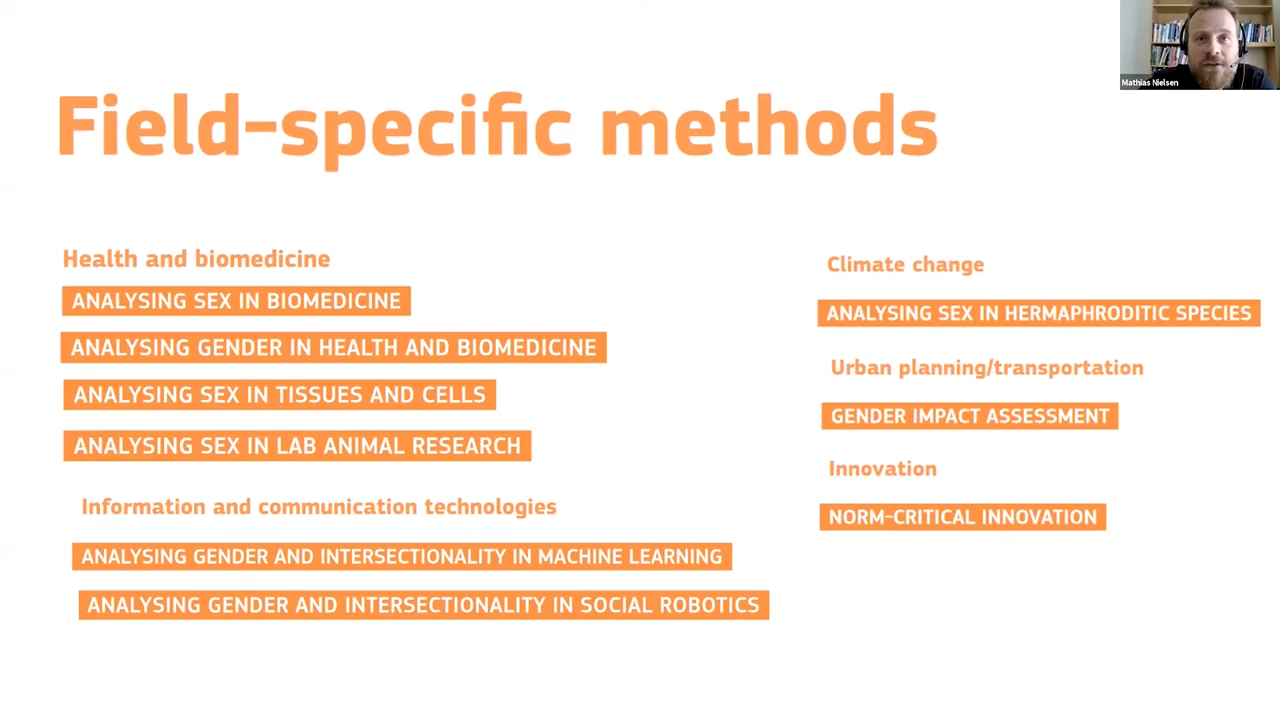 Mathias Nielsen
Field-specific methods
Health and biomedicine
ANALYSING SEX IN BIOMEDICINE
ANALYSING GENDER IN HEALTH AND BIOMEDICINE
ANALYSING SEX IN TISSUES AND CELLS
ANALYSING SEX IN LAB ANIMAL RESEARCH
Information and communication technologies
ANALYSING GENDER AND INTERSECTIONALITY IN MACHINE LEARNING
ANALYSING GENDER AND INTERSECTIONALITY IN SOCIAL ROBOTICS
Climate change
ANALYSING SEX IN HERMAPHRODITIC SPECIES
Urban planning/transportation
GENDER IMPACT ASSESSMENT
Innovation
NORM-CRITICAL INNOVATION